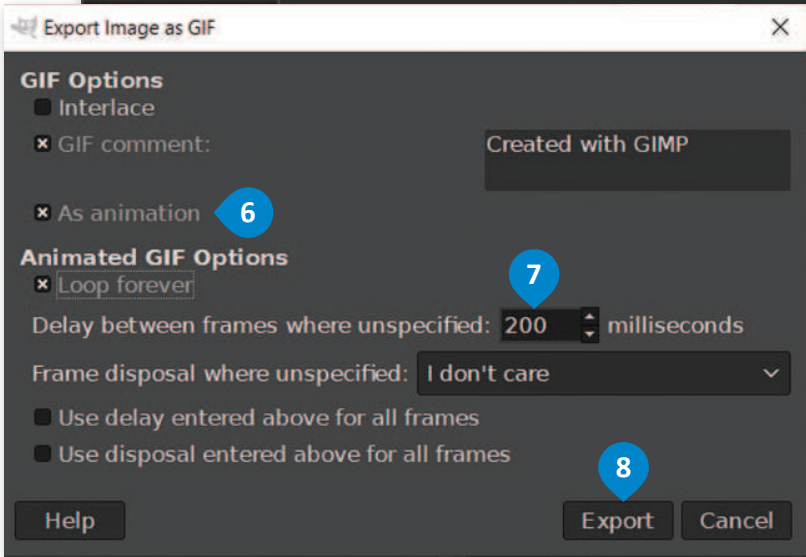 Export Image as GIF
GIF Options
Interlace
GIF comment: Created with GIMP
As animation 6
Animated GIF Options
7
Loop forever
Delay between frames where unspecified: 200 milliseconds
Frame disposal where unspecified: I don't care
Use delay entered above for all frames
Use disposal entered above for all frames
8
Help Export Cancel